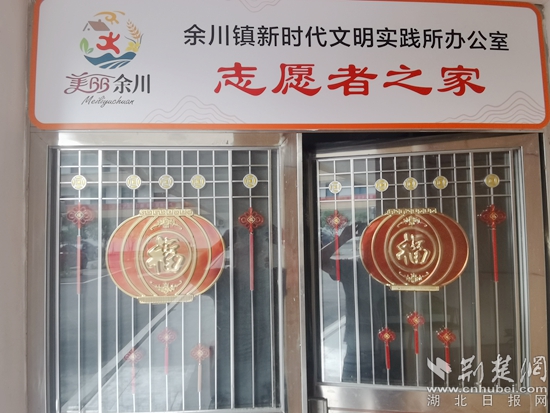 余川镇新时代文明实践所办公室
志愿者之家
美丽余川
Meiliyuchuan
福
福
荆楚網
www.cnhubei.com
湖北日报网